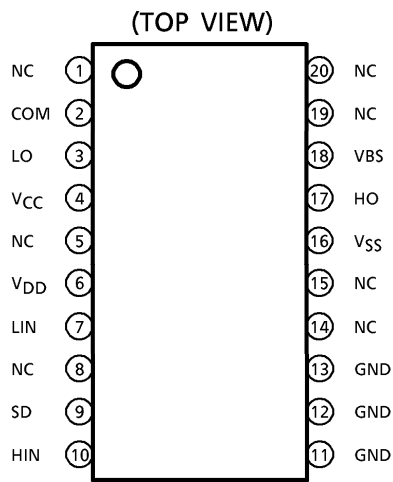 (TOP VIEW)
NC 1 20 NC
COM 2 19 NC
LO 3 18 VBS
VCC 4 17 HO
NC 5 16 VSS
VDD 6 15 NC
LIN 7 14 NC
NC 8 13 GND
SD 9 12 GND
HIN 10 11 GND